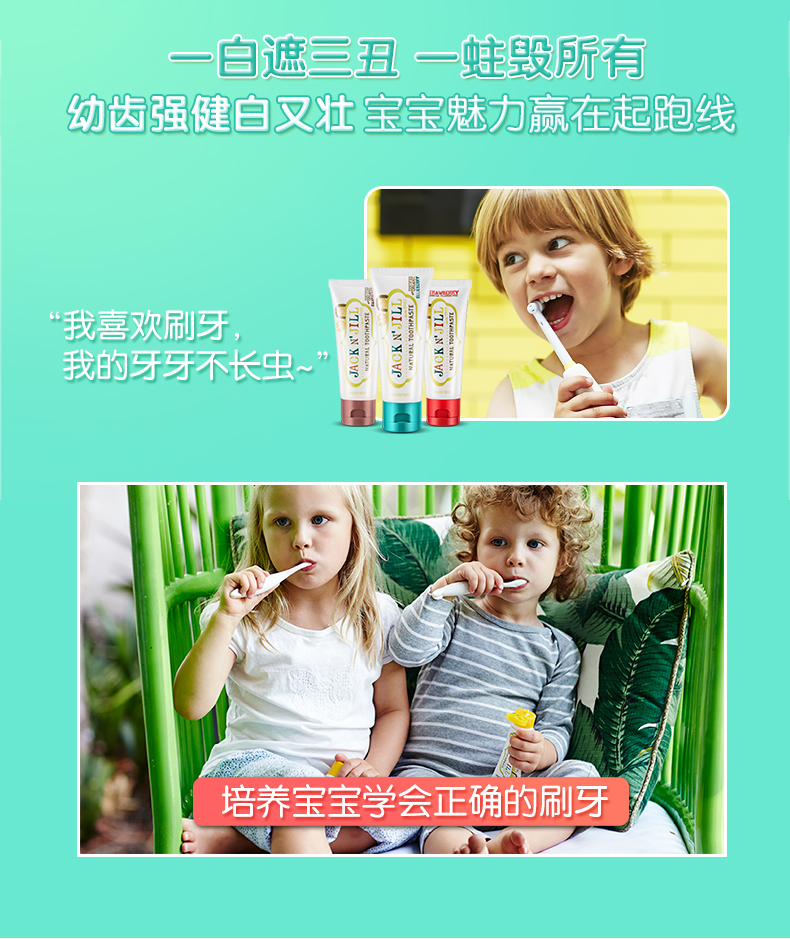 一白遮三丑 一蛀毁所有
幼齿强健白又壮 宝宝魅力赢在起跑线
“我喜欢刷牙，
我的牙牙不长虫~”
JACK N' JILL
NATURAL TOOTHPASTE
JACK N' JILL
NATURAL TOOTHPASTE
BLUEBERRY
JACK N' JILL
NATURAL TOOTHPASTE
STRAWBERRY
培养宝宝学会正确的刷牙